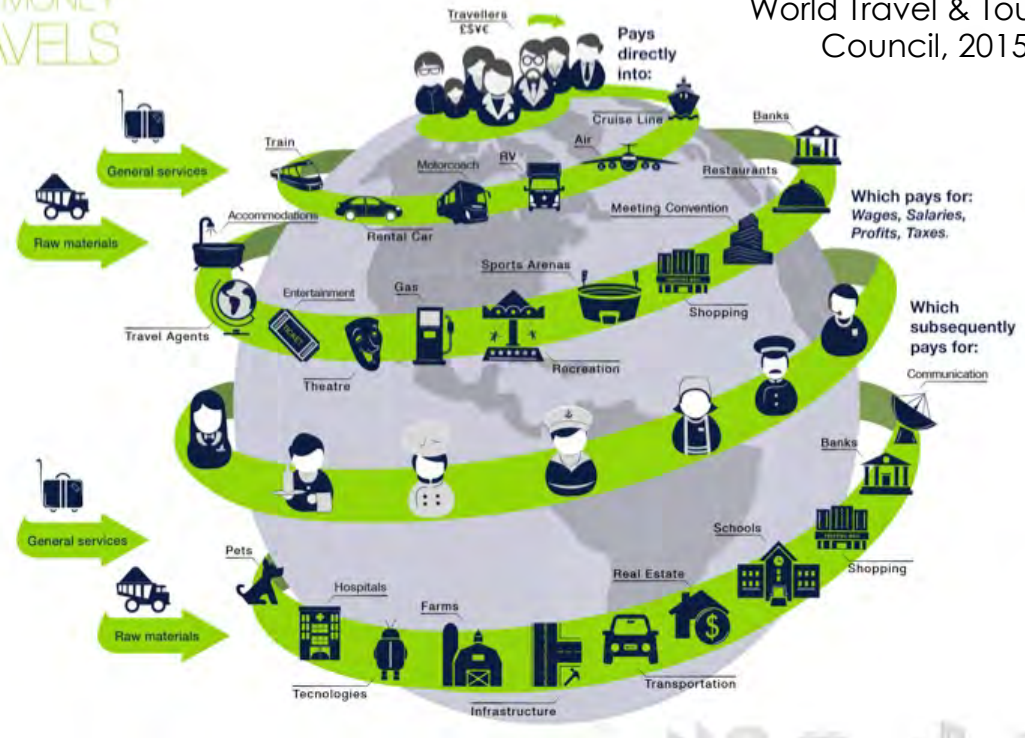 MONEY
VELS
World Travel & Tou
Council, 2015
Travellers
£$¥€
Pays
directly
into:
Cruise Line
Banks
Train
Air
General services
Motorcoach
RV
Restaurants
Accommodations
Rental Car
Meeting Convention
Which pays for:
Wages, Salaries,
Profits, Taxes.
Raw materials
Sports Arenas
Entertainment
Gas
Shopping
TICKET
Travel Agents
Theatre
Recreation
Which
subsequently
pays for:
Communication
Banks
General services
Schools
Pets
Shopping
Hospitals
Real Estate
Farms
$
Raw materials
Tecnologies
Transportation
Infrastructure